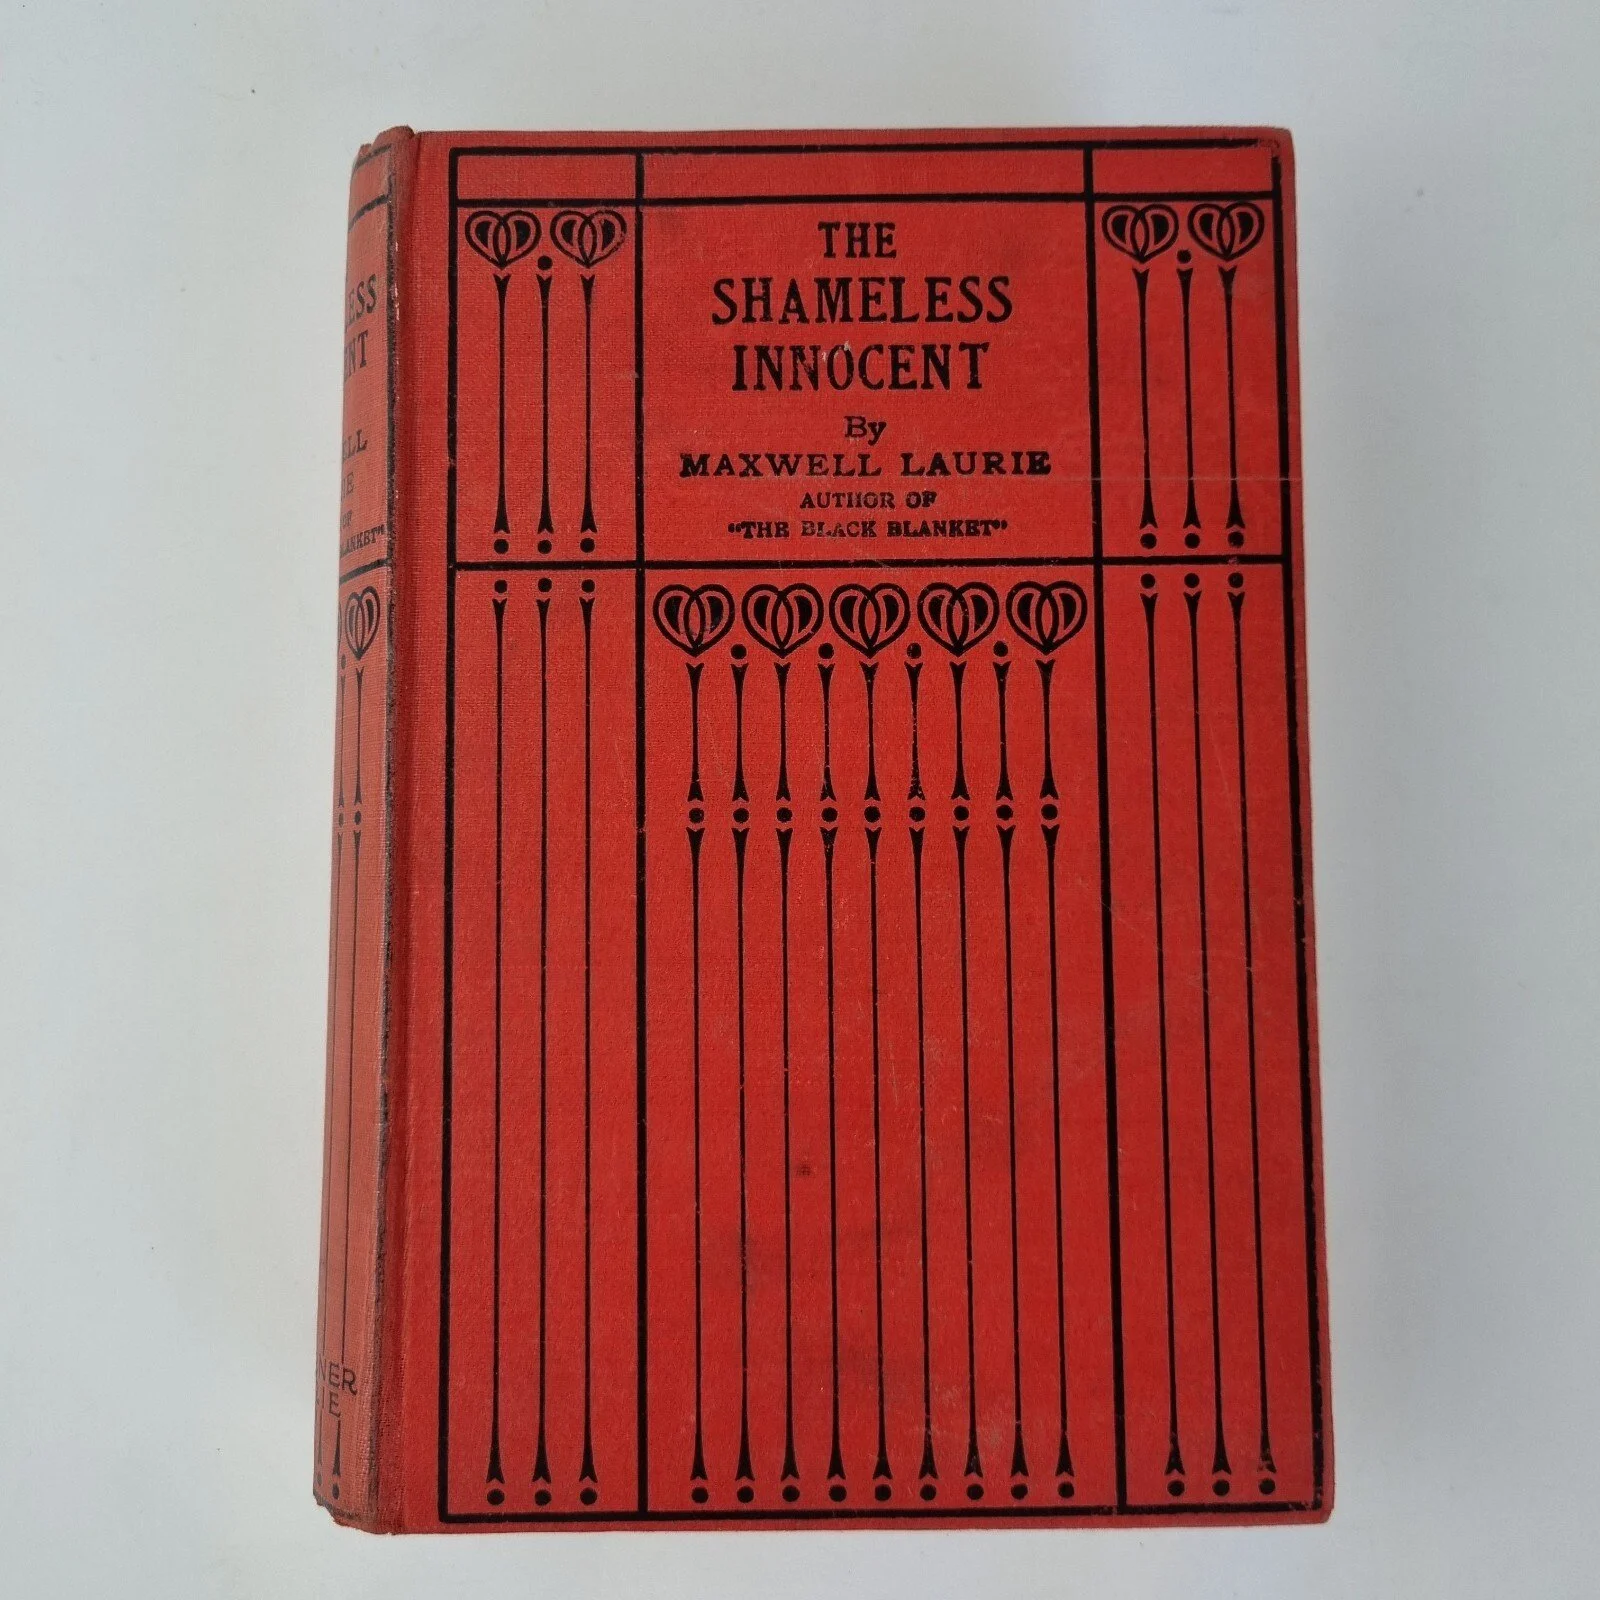 THE
SHAMELESS
INNOCENT
By
MAXWELL LAURIE
AUTHOR OF
"THE BLACK BLANKET"